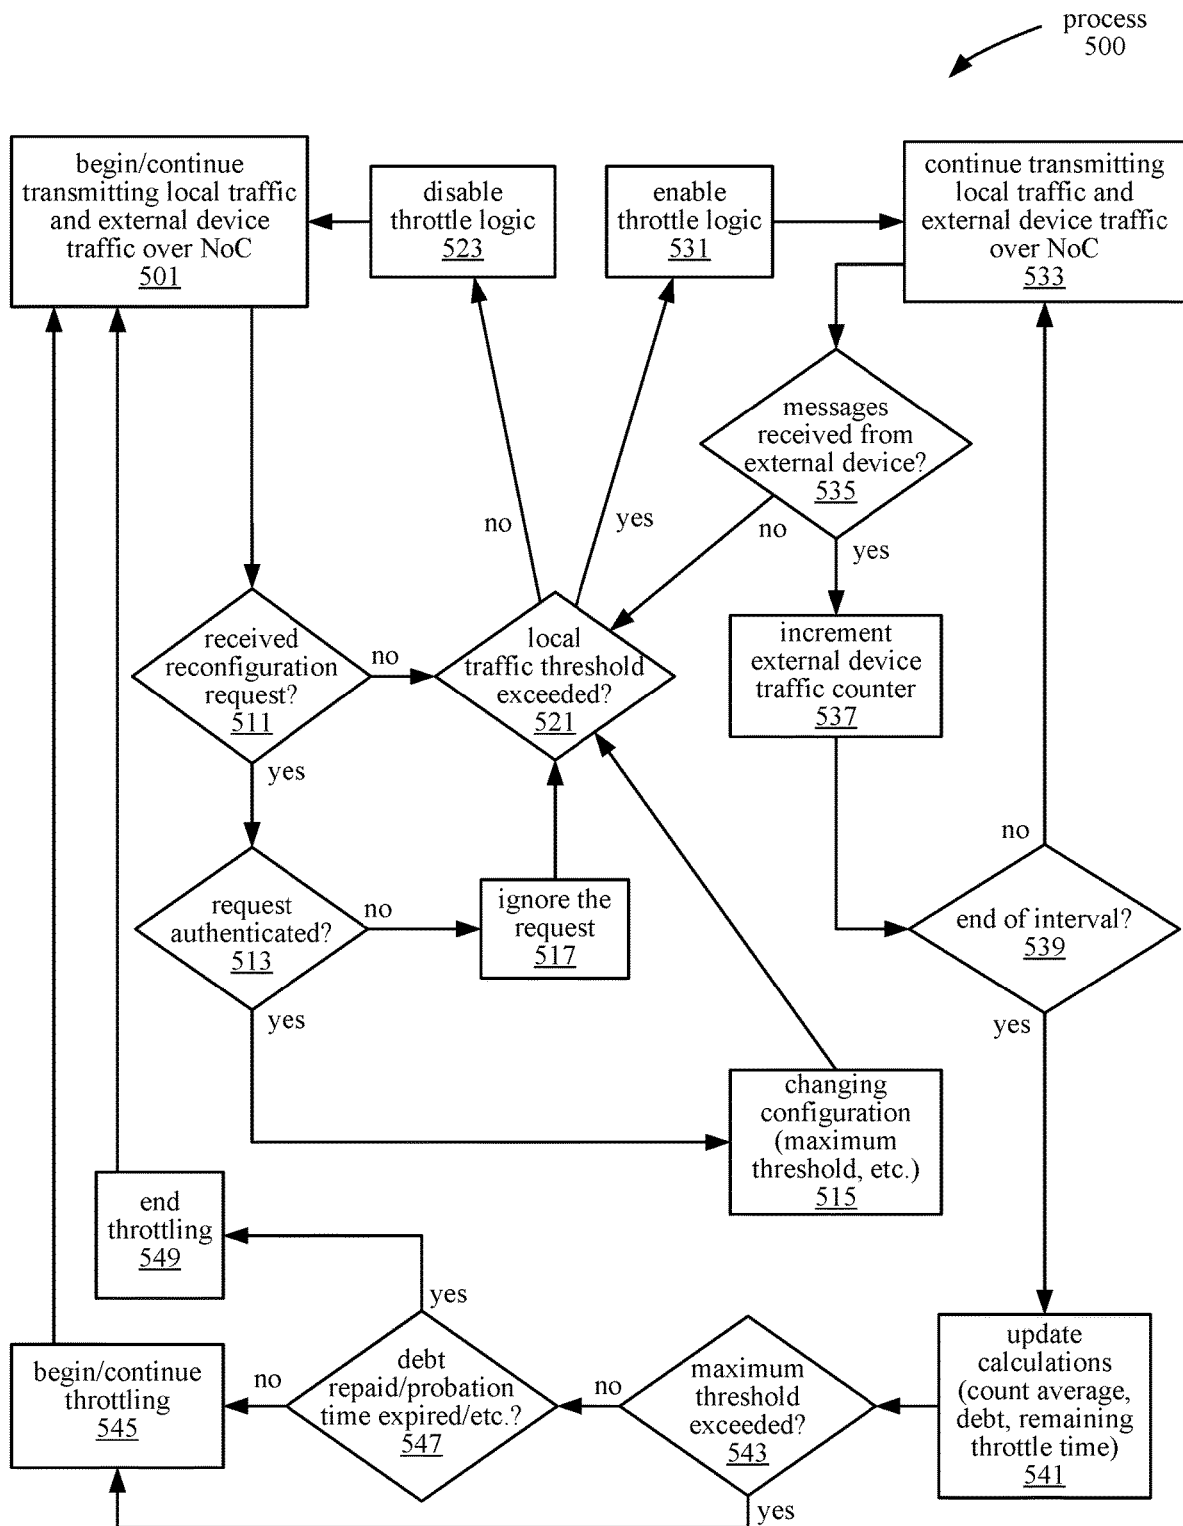 process
500
begin/continue
transmitting local traffic
and external device
traffic over NoC
501
disable
throttle logic
523
enable
throttle logic
531
continue transmitting
local traffic and
external device traffic
over NoC
533
messages
received from
external device?
535
no
yes
no
yes
received
reconfiguration
request?
511
no
local
traffic threshold
exceeded?
521
increment
external device
traffic counter
537
yes
no
request
authenticated?
513
no
ignore the
request
517
end of interval?
539
yes
yes
changing
configuration
(maximum
threshold, etc.)
515
end
throttling
549
yes
begin/continue
throttling
545
no
debt
repaid/probation
time expired/etc.?
547
no
maximum
threshold
exceeded?
543
update
calculations
(count average,
debt, remaining
throttle time)
541
yes